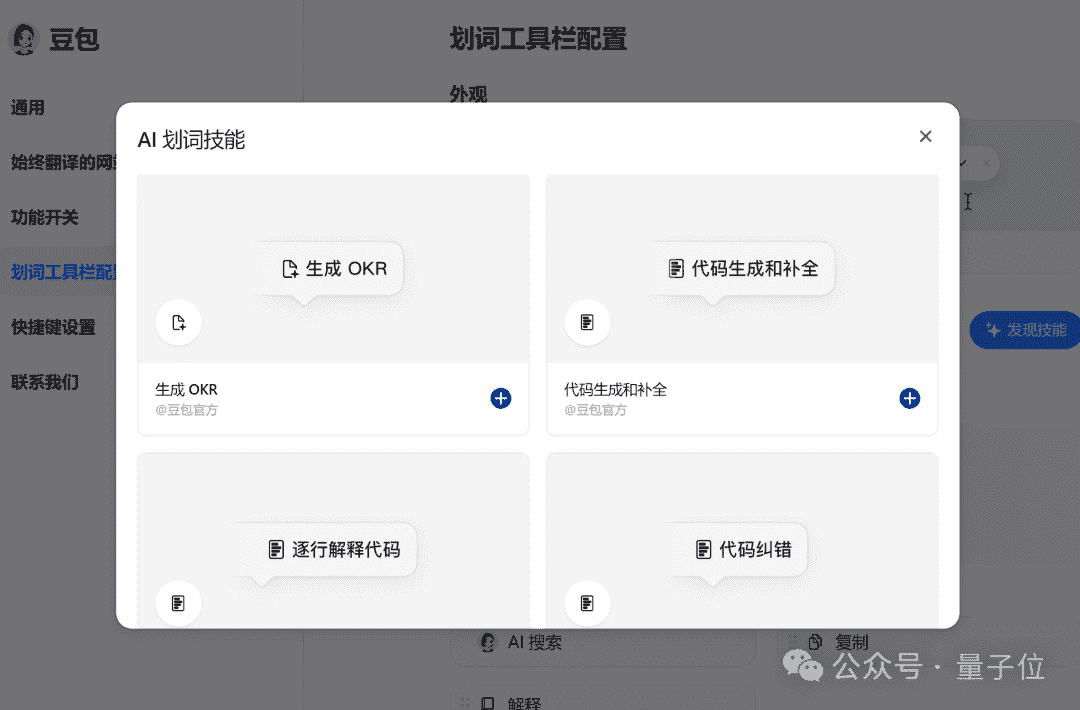 豆包
通用
始终翻译的网
功能开关
划词工具栏配
快捷键设置
联系我们
划词工具栏配置
外观
发现技能
AI 划词技能
生成 OKR
代码生成和补全
生成 OKR
@豆包官方
代码生成和补全
@豆包官方
逐行解释代码
代码纠错
AI 搜索
复制
解释
公众号 · 量子位